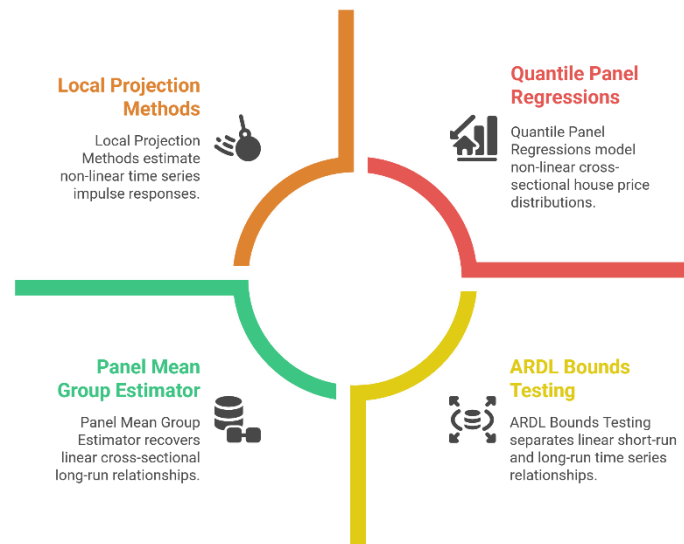 Local Projection
Methods
Local Projection
Methods estimate
non-linear time series
impulse responses.
Quantile Panel
Regressions
Quantile Panel
Regressions model
non-linear cross-
sectional house price
distributions.
Panel Mean
Group Estimator
Panel Mean Group
Estimator recovers
linear cross-sectional
long-run relationships.
ARDL Bounds
Testing
ARDL Bounds Testing
separates linear short-run
and long-run time series
relationships.